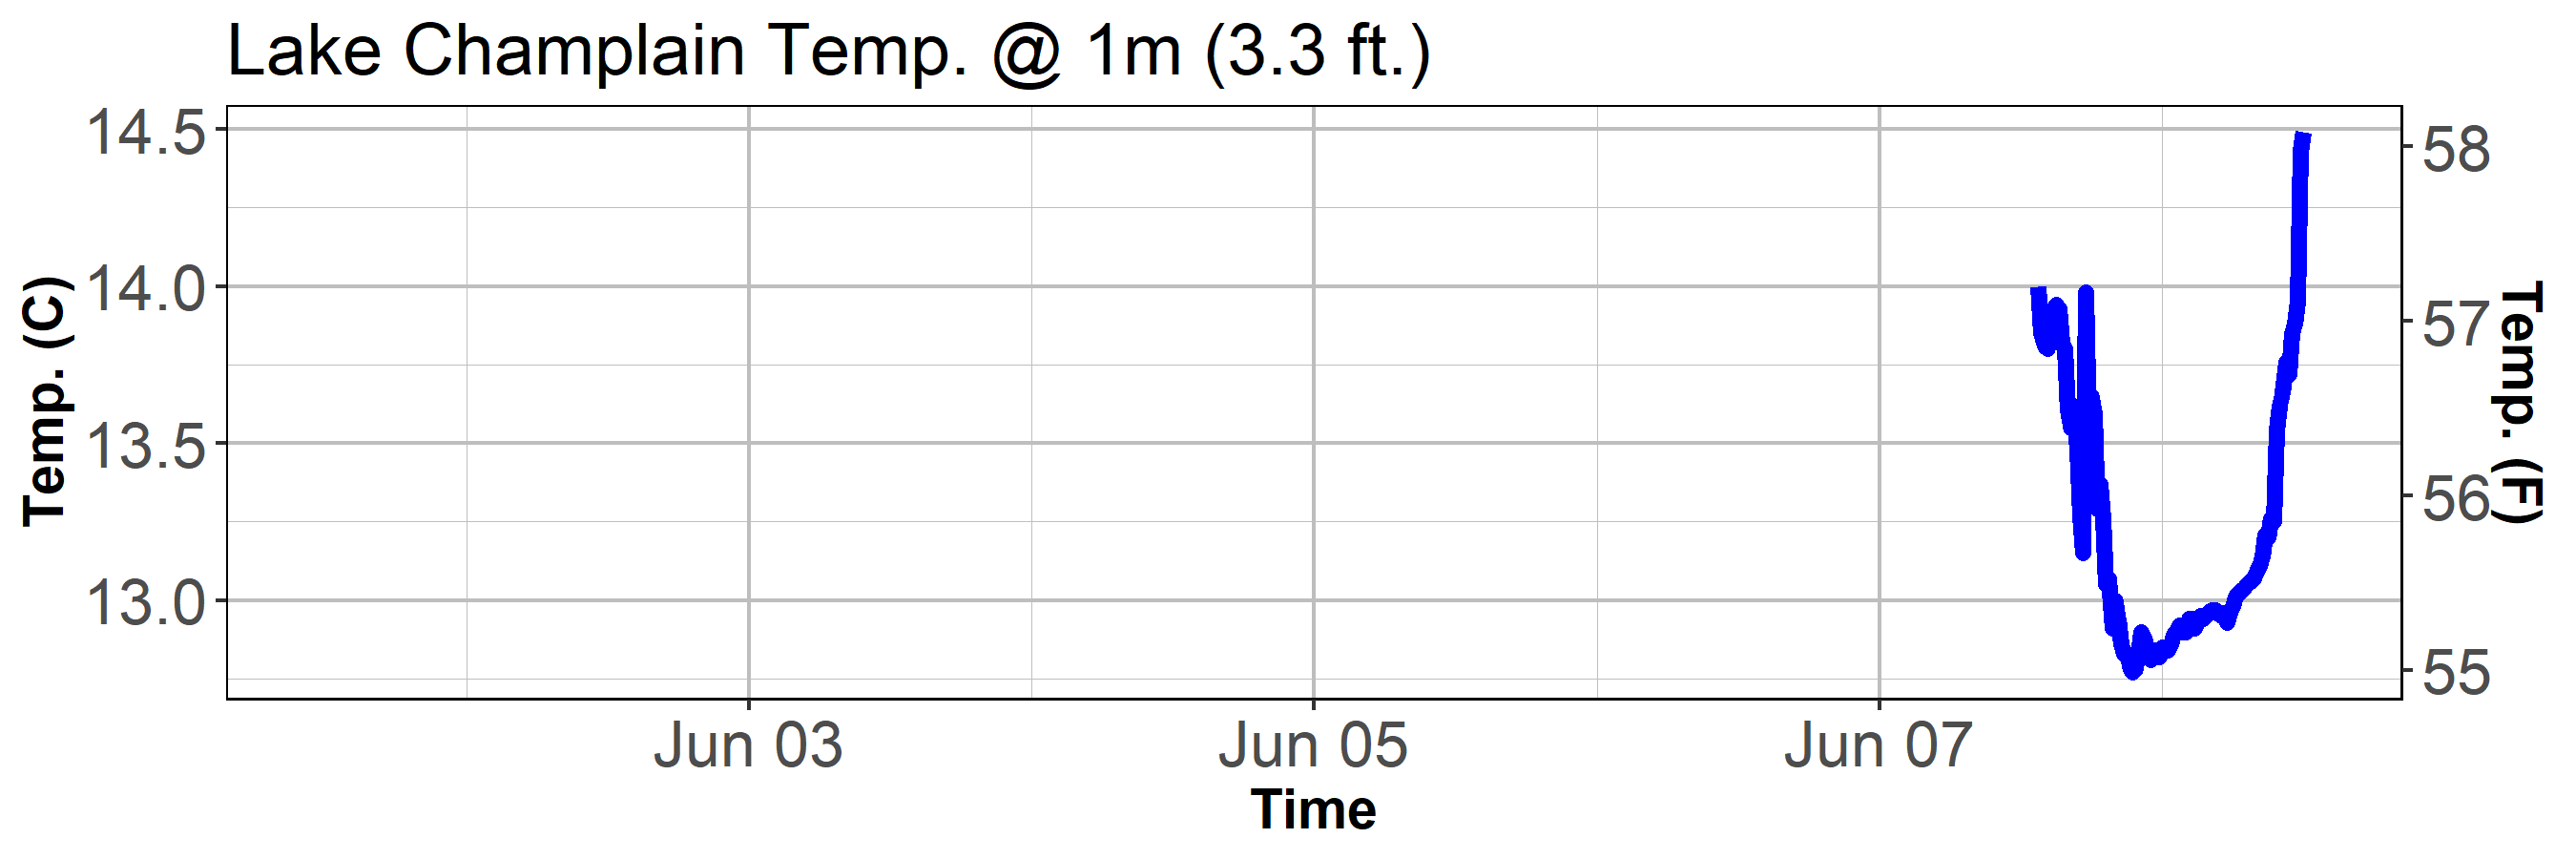 Lake Champlain Temp. @ 1m (3.3 ft.)
14.5
14.0
13.5
13.0
Temp. (C)
58
57
56
55
Temp. (F)
Jun 03
Jun 05
Jun 07
Time